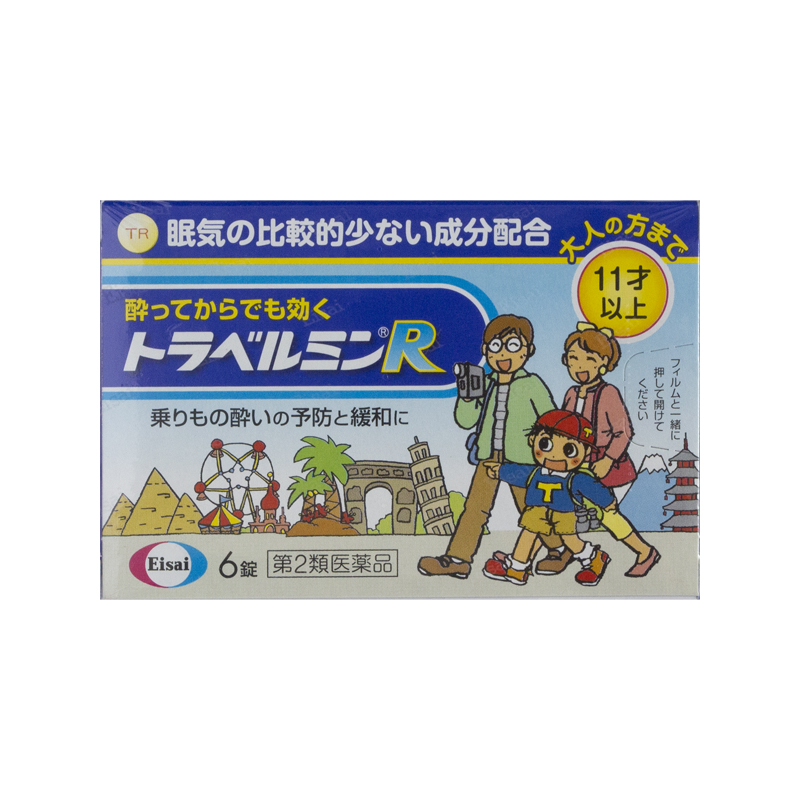 TR
眠気の比較的少ない成分配合
大人の方まで
11才
以上
酔ってからでも効く
トラベルミン®R
乗りもの酔いの予防と緩和に
フィルムと一緒に
押して開けて
ください
T
T
Eisai
6錠
第2類医薬品